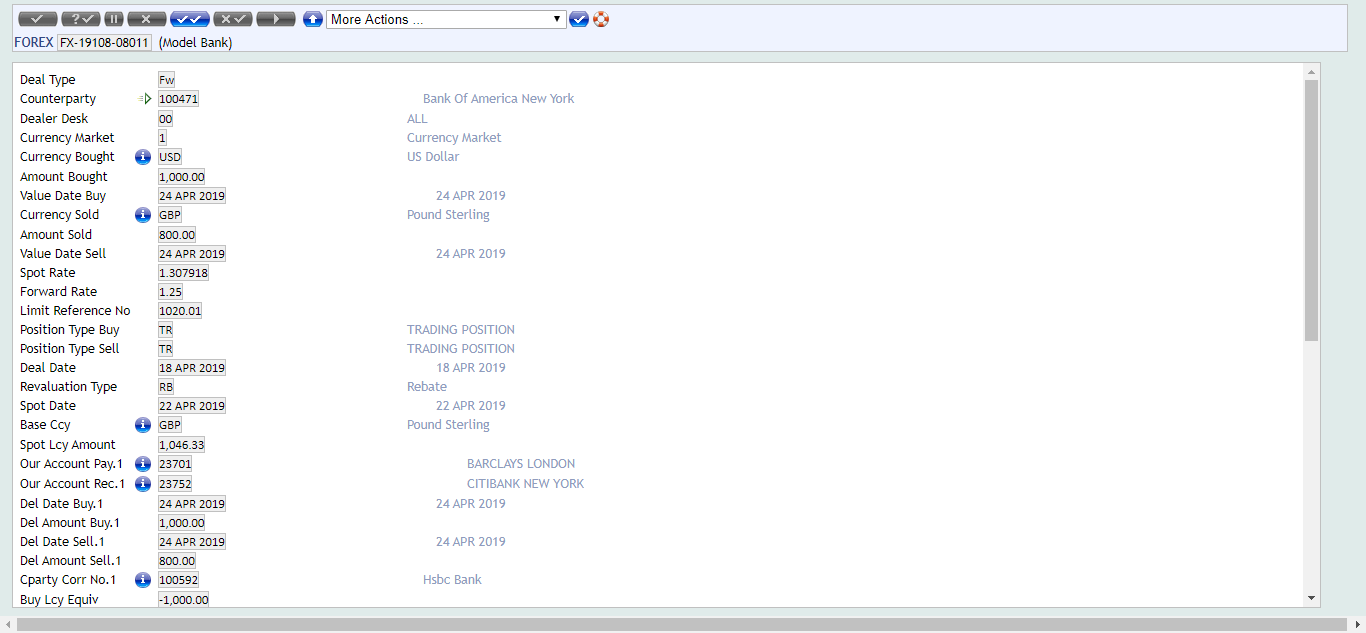 More Actions ...
FOREX FX-19108-08011 (Model Bank)
Deal Type Fw
Counterparty 100471 Bank Of America New York
Dealer Desk 00 ALL
Currency Market 1 Currency Market
Currency Bought USD US Dollar
Amount Bought 1,000.00
Value Date Buy 24 APR 2019 24 APR 2019
Currency Sold GBP Pound Sterling
Amount Sold 800.00
Value Date Sell 24 APR 2019 24 APR 2019
Spot Rate 1.307918
Forward Rate 1.25
Limit Reference No 1020.01
Position Type Buy TR TRADING POSITION
Position Type Sell TR TRADING POSITION
Deal Date 18 APR 2019 18 APR 2019
Revaluation Type RB Rebate
Spot Date 22 APR 2019 22 APR 2019
Base Ccy GBP Pound Sterling
Spot Lcy Amount 1,046.33
Our Account Pay.1 23701 BARCLAYS LONDON
Our Account Rec.1 23752 CITIBANK NEW YORK
Del Date Buy.1 24 APR 2019 24 APR 2019
Del Amount Buy.1 1,000.00
Del Date Sell.1 24 APR 2019 24 APR 2019
Del Amount Sell.1 800.00
Cparty Corr No.1 100592 Hsbc Bank
Buy Lcy Equiv -1,000.00